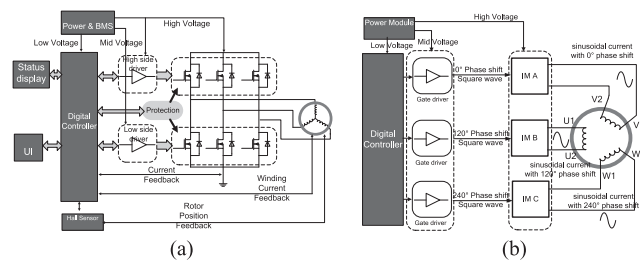 Power & BMS
High Voltage
Low Voltage
Mid Voltage
High side
driver
Status
display
Digital
Controller
Protection
Low side
driver
UI
Current
Feedback
Winding
Current
Feedback
Rotor
Position
Feedback
Hall Sensor
(a)
Power Module
High Voltage
Mid Voltage
Low Voltage
0° Phase shift
Square wave
Gate driver
IM A
sinusoidal current
with 0° phase shift
V2
V
Digital
Controller
120° Phase shift
Square wave
Gate driver
IM B
U1
U2
sinusoidal
current with
120° phase shift
W
W1
240° Phase shift
Square wave
Gate driver
IM C
sinusoidal current
with 240° phase shift
(b)